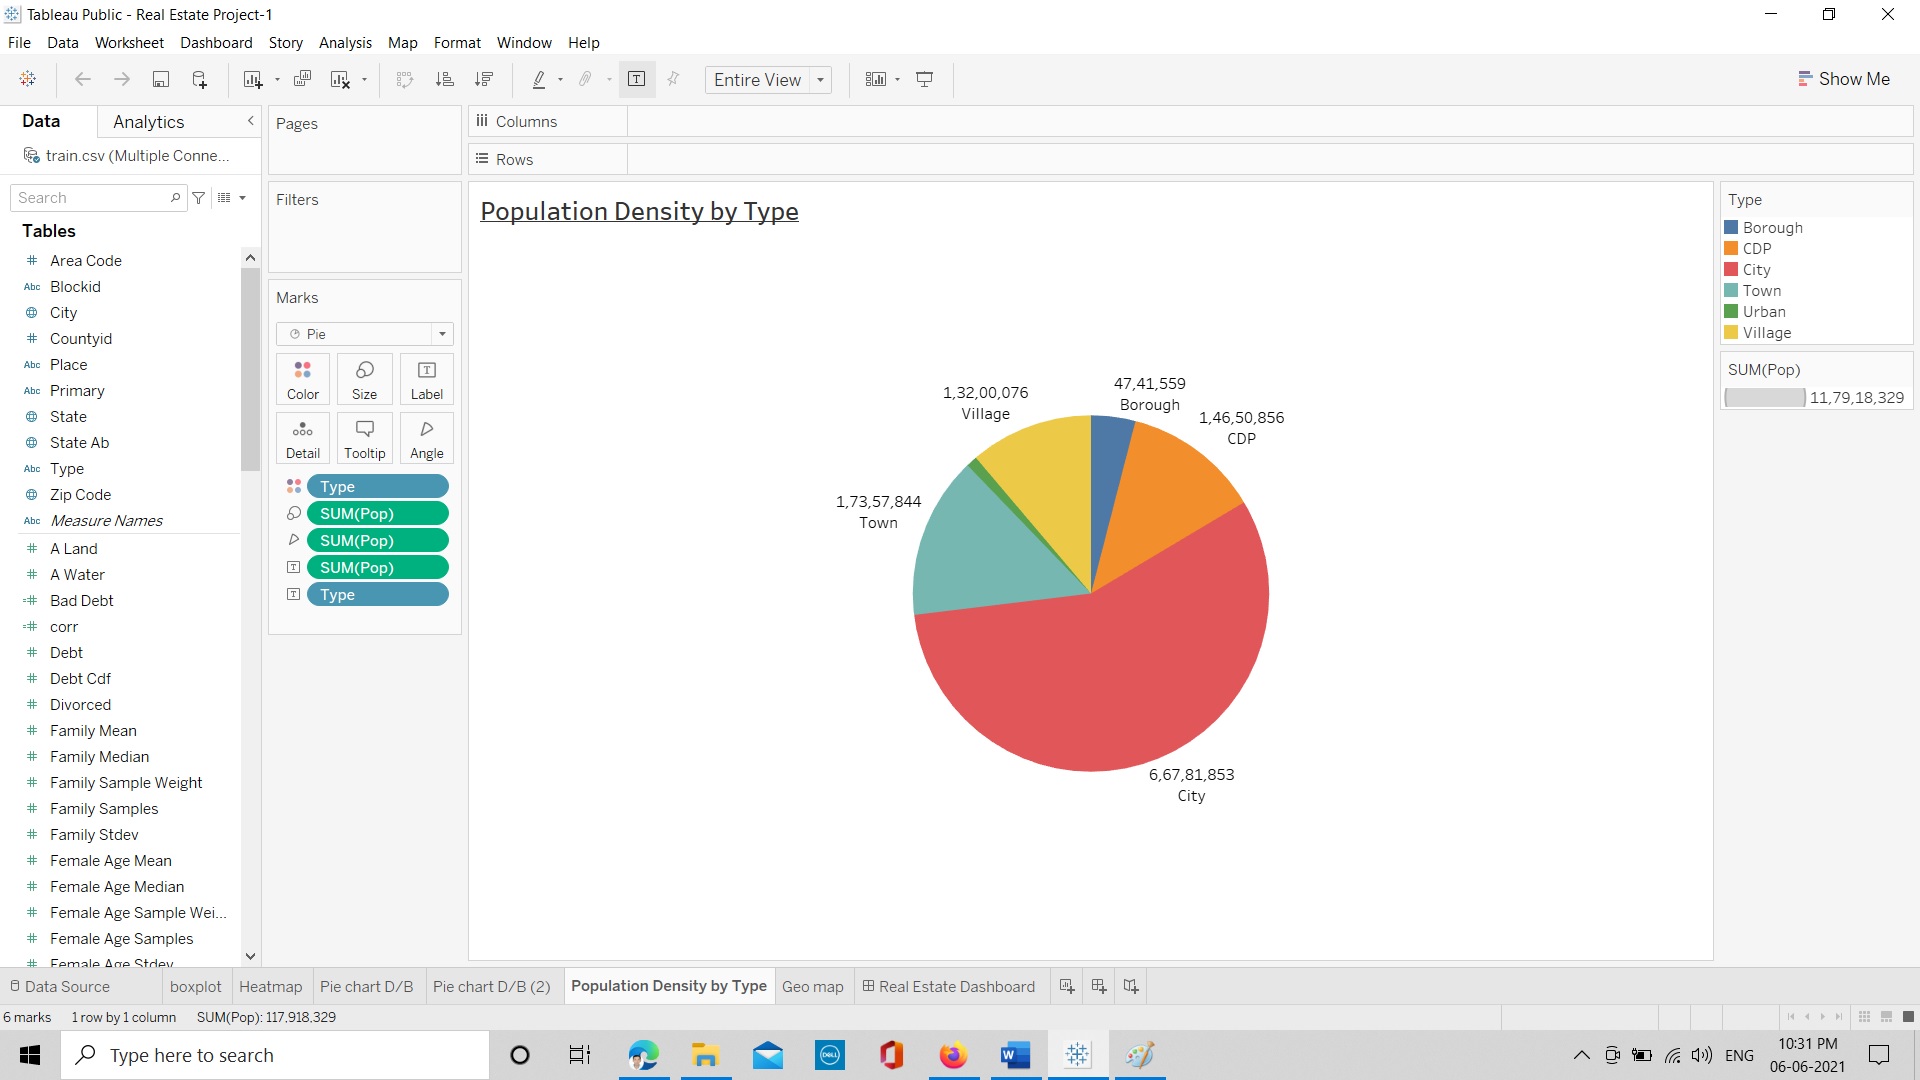 Tableau Public - Real Estate Project-1
File Data Worksheet Dashboard Story Analysis Map Format Window Help
Entire View
Show Me
Data Analytics
train.csv (Multiple Conne...
Search
Tables
# Area Code
Abc Blockid
City
# Countyid
Abc Place
Abc Primary
State
State Ab
Abc Type
Zip Code
Abc Measure Names
# A Land
# A Water
=# Bad Debt
=# corr
# Debt
# Debt Cdf
# Divorced
# Family Mean
# Family Median
# Family Sample Weight
# Family Samples
# Family Stdev
# Female Age Mean
# Female Age Median
# Female Age Sample Wei...
# Female Age Samples
# Female Age Stdev
Pages
Filters
Marks
Pie
Color Size Label
Detail Tooltip Angle
Type
SUM(Pop)
SUM(Pop)
SUM(Pop)
Type
Columns
Rows
Population Density by Type
47,41,559
Borough
1,46,50,856
CDP
1,32,00,076
Village
1,73,57,844
Town
6,67,81,853
City
Type
Borough
CDP
City
Town
Urban
Village
SUM(Pop)
11,79,18,329
Data Source boxplot Heatmap Pie chart D/B Pie chart D/B (2) Population Density by Type Geo map Real Estate Dashboard
6 marks 1 row by 1 column SUM(Pop): 117,918,329
Type here to search
DELL
W
ENG
10:31 PM
06-06-2021